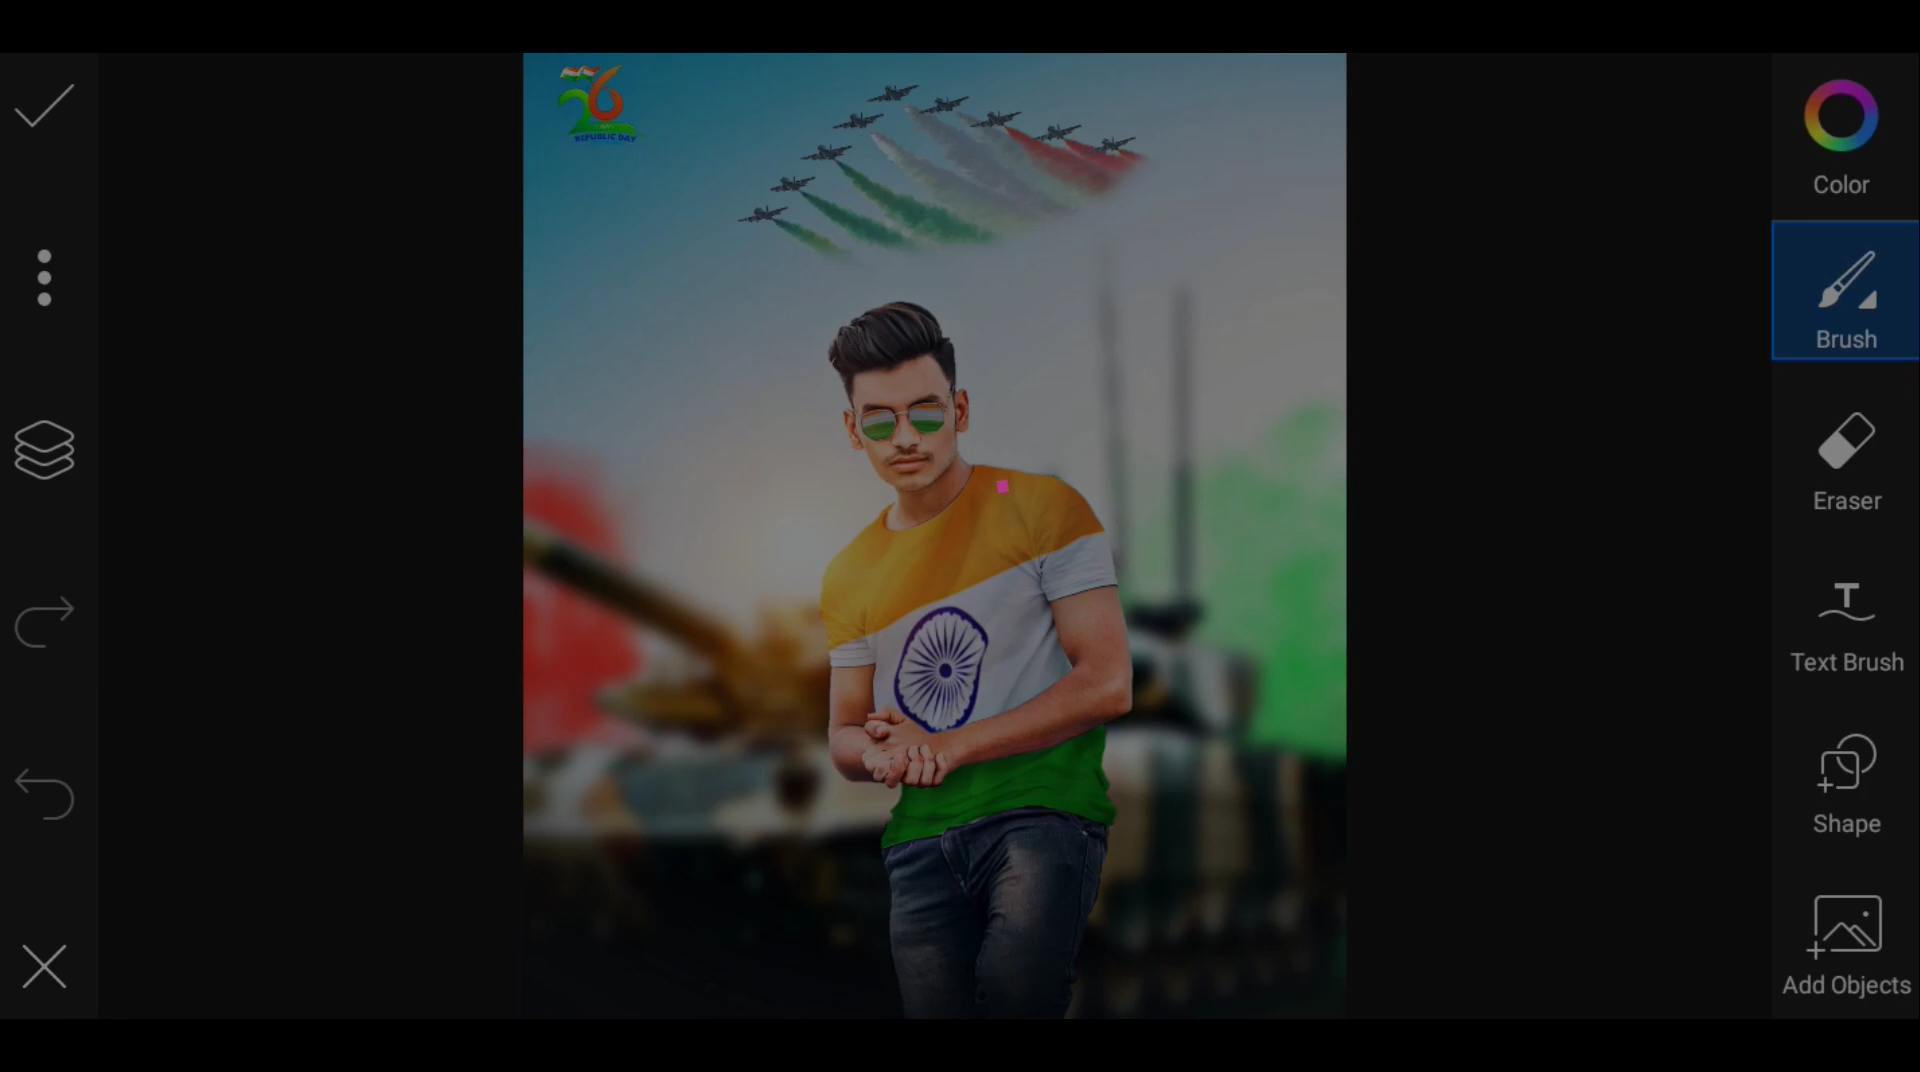 26
REPUBLIC DAY
Color
Brush
Eraser
T
Text Brush
Shape
Add Objects